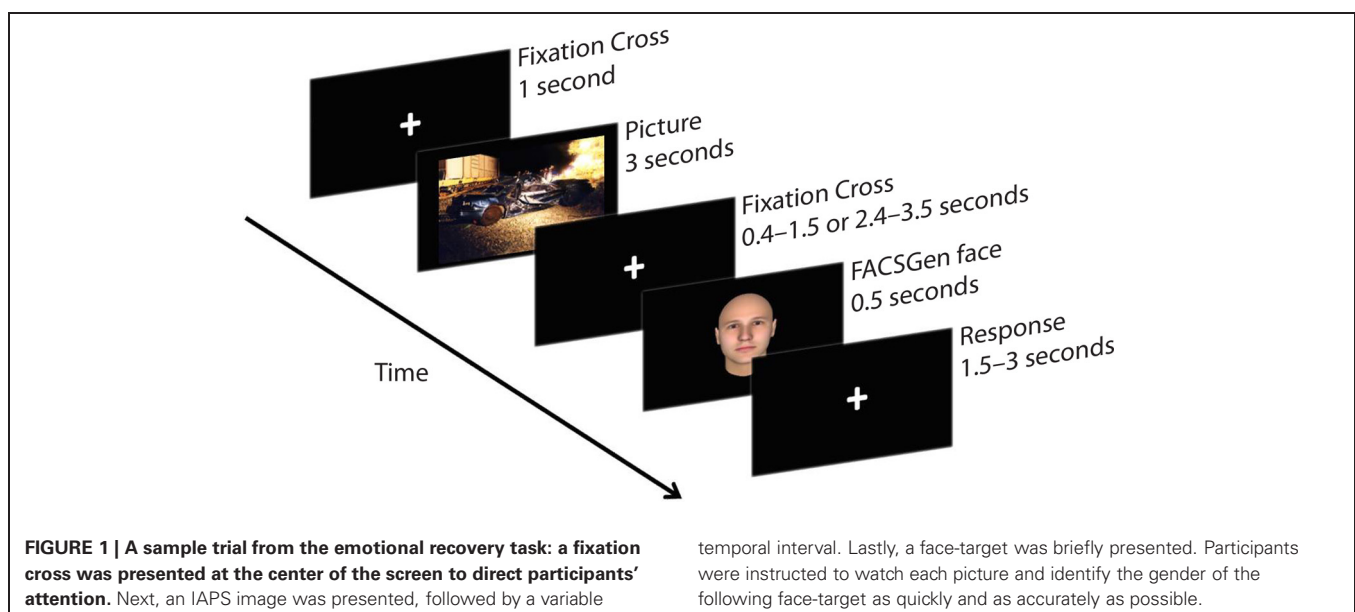 Fixation Cross
1 second
Picture
3 seconds
Fixation Cross
0.4–1.5 or 2.4–3.5 seconds
FACSGen face
0.5 seconds
Response
1.5–3 seconds
Time
FIGURE 1 | A sample trial from the emotional recovery task: a fixation
cross was presented at the center of the screen to direct participants’
attention. Next, an IAPS image was presented, followed by a variable
temporal interval. Lastly, a face-target was briefly presented. Participants
were instructed to watch each picture and identify the gender of the
following face-target as quickly and as accurately as possible.